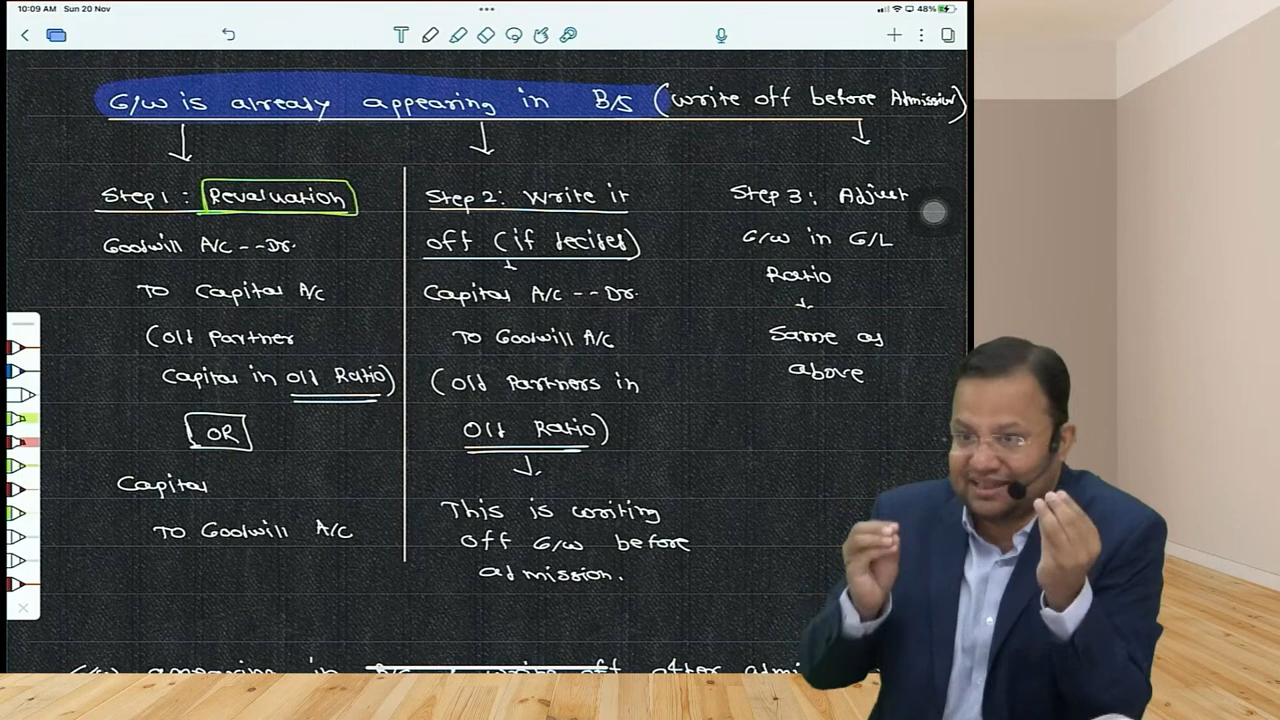 10:09 AM Sun 20 Nov
48%
G/W is already appearing in B/S (write off before Admission)
Step 1: Revaluation
Goodwill A/C --Dr.
To Capital A/C
(Old Partner
Capital in Old Ratio)
OR
Capital
To Goodwill A/C
Step 2: Write it
off (if decides)
Capital A/C --Dr.
To Goodwill A/C
(Old Partners in
Old Ratio)
This is writing
off G/W before
admission.
Step 3: Adjust
G/W in G/L
Ratio
Same as
above